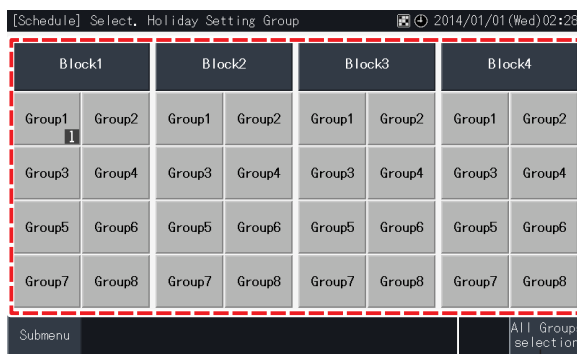 [Schedule] Select. Holiday Setting Group 2014/01/01(Wed)02:28
Block1 Block2 Block3 Block4
Group1 Group2 Group1 Group2 Group1 Group2 Group1 Group2
1
Group3 Group4 Group3 Group4 Group3 Group4 Group3 Group4
Group5 Group6 Group5 Group6 Group5 Group6 Group5 Group6
Group7 Group8 Group7 Group8 Group7 Group8 Group7 Group8
Submenu All Group
selection